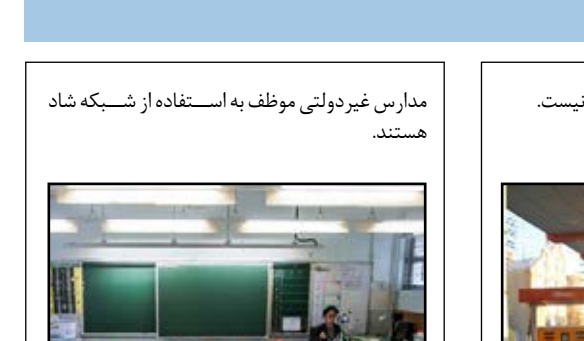 نیست.
مدارس غیردولتی موظف به استفاده از شبکه شاد
هستند.